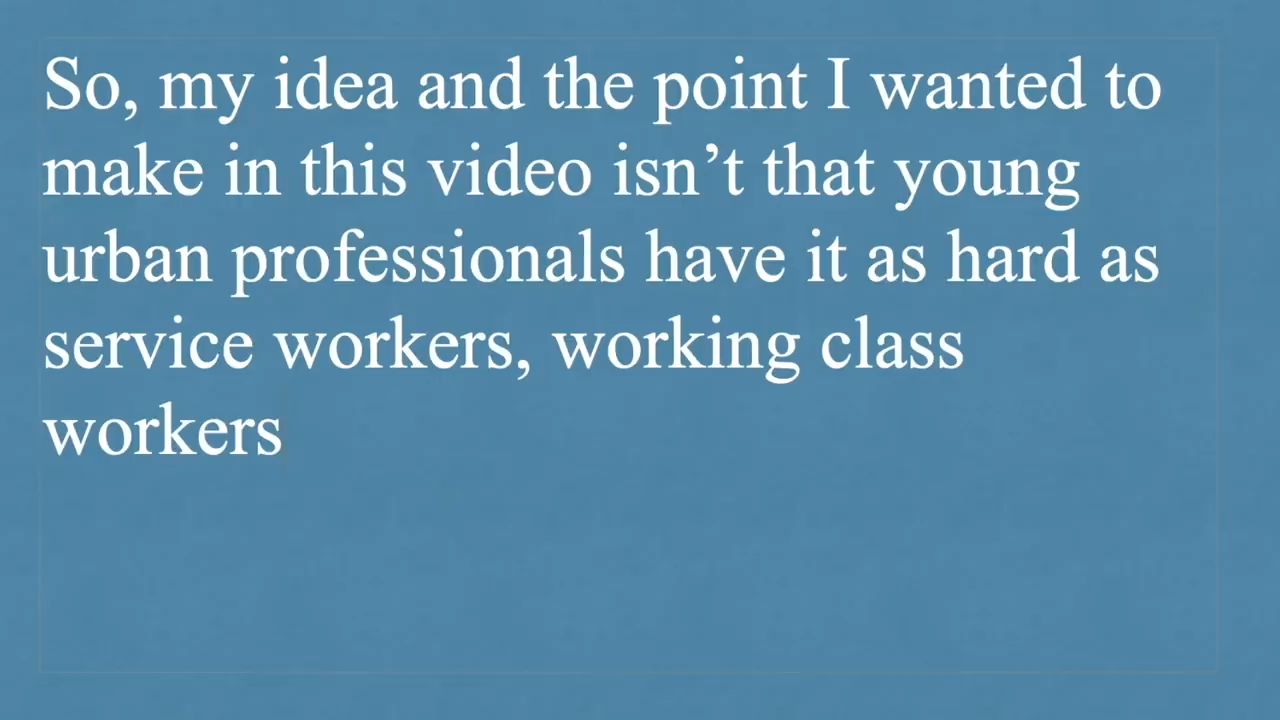 So, my idea and the point I wanted to
make in this video isn’t that young
urban professionals have it as hard as
service workers, working class
workers